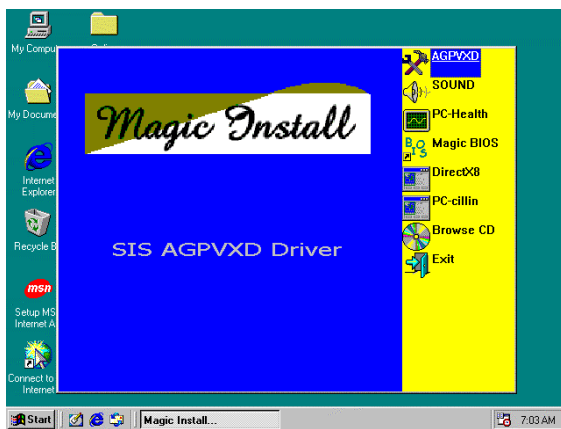 My Compu
My Docume
Internet
Explorer
Recycle B
msn
Setup MS
Internet A
Connect to
Internet
Magic Install
SIS AGPVXD Driver
AGPVXD
SOUND
PC-Health
BIOS
Magic BIOS
DirectX8
PC-cillin
Browse CD
Exit
Start
Magic Install...
7:03 AM